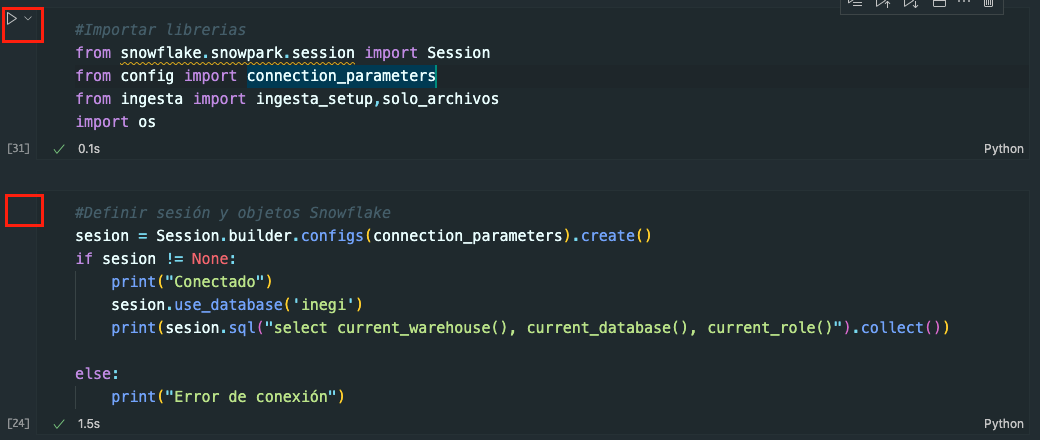 #Importar librerias
from snowflake.snowpark.session import Session
from config import connection_parameters
from ingesta import ingesta_setup,solo_archivos
import os
[31] 0.1s Python
#Definir sesión y objetos Snowflake
sesion = Session.builder.configs(connection_parameters).create()
if sesion != None:
    print("Conectado")
    sesion.use_database('inegi')
    print(sesion.sql("select current_warehouse(), current_database(), current_role()").collect())
else:
    print("Error de conexión")
[24] 1.5s Python